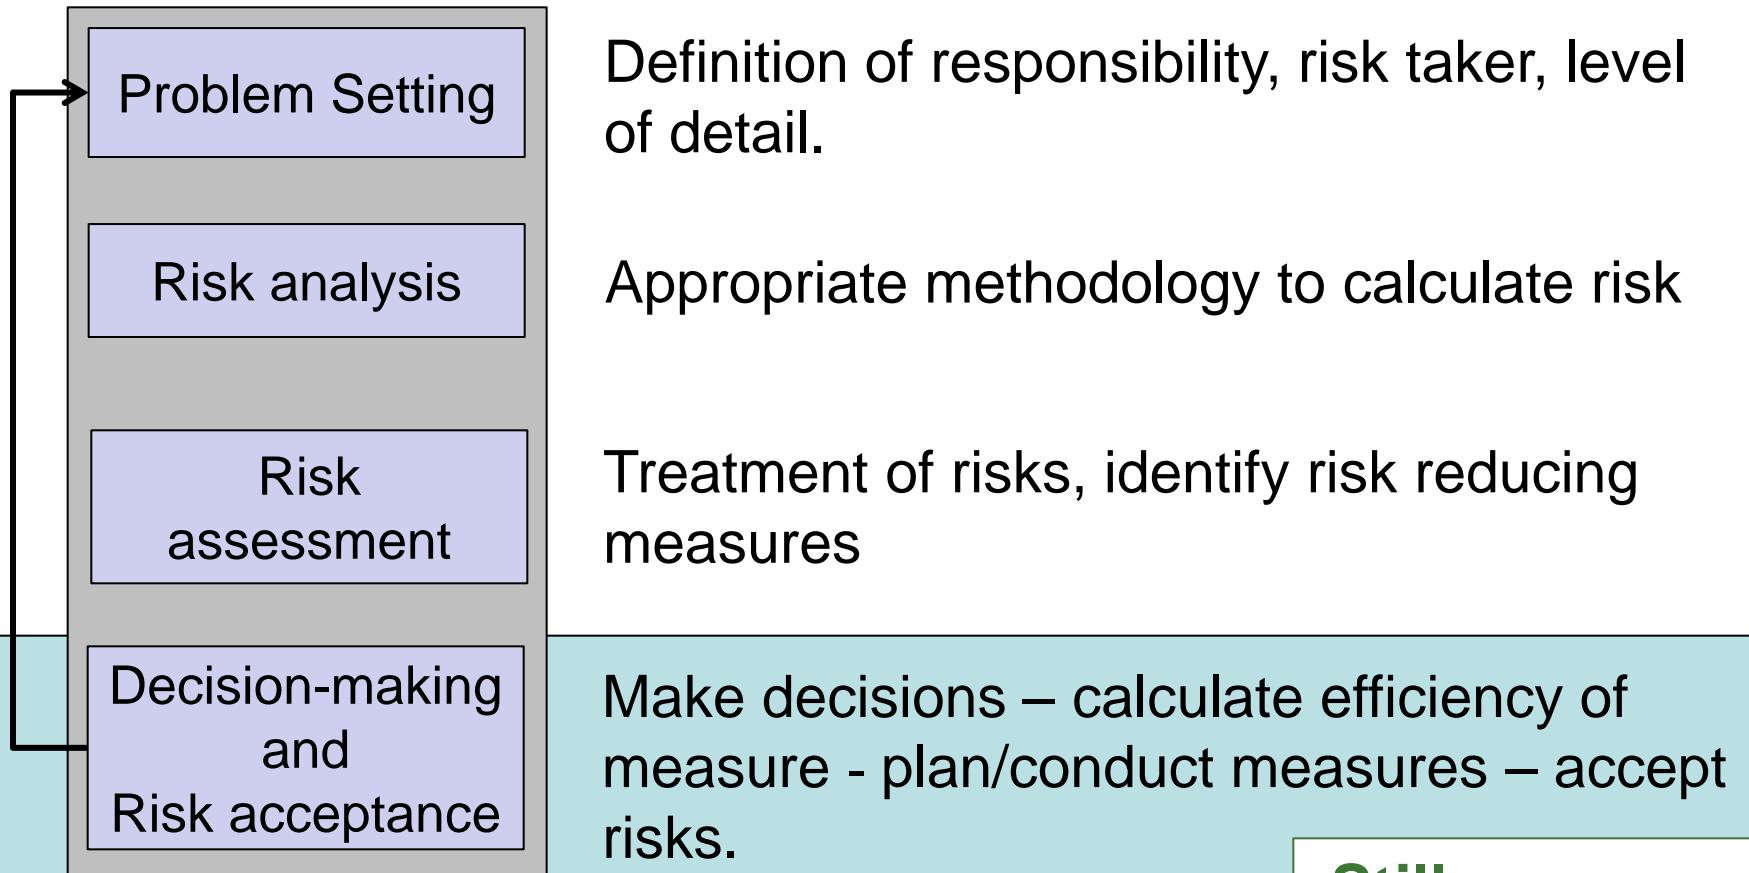 Problem Setting
Definition of responsibility, risk taker, level
of detail.
Risk analysis
Appropriate methodology to calculate risk
Risk
assessment
Treatment of risks, identify risk reducing
measures
Decision-making
and
Risk acceptance
Make decisions – calculate efficiency of
measure - plan/conduct measures – accept
risks.